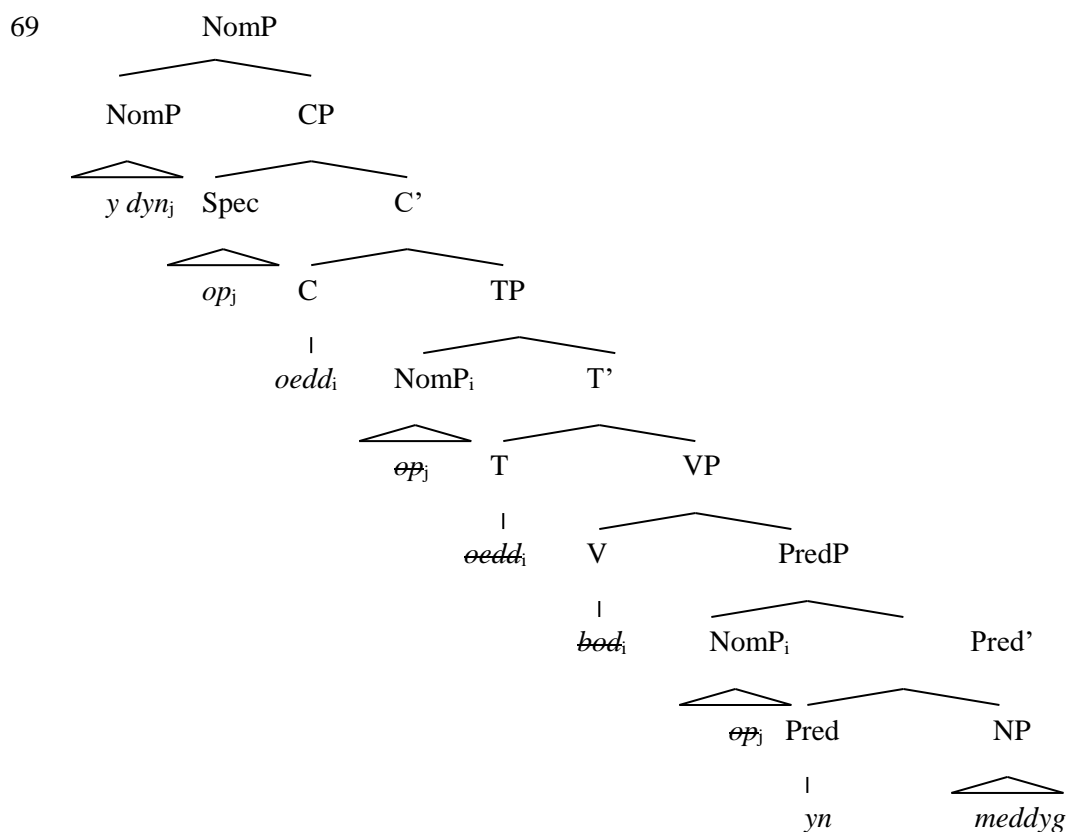 69 NomP
NomP CP
y dynⱼ Spec C’
opⱼ C TP
oeddᵢ NomPᵢ T’
opⱼ T VP
oeddᵢ V PredP
bodᵢ NomPᵢ Pred’
opⱼ Pred NP
yn meddyg